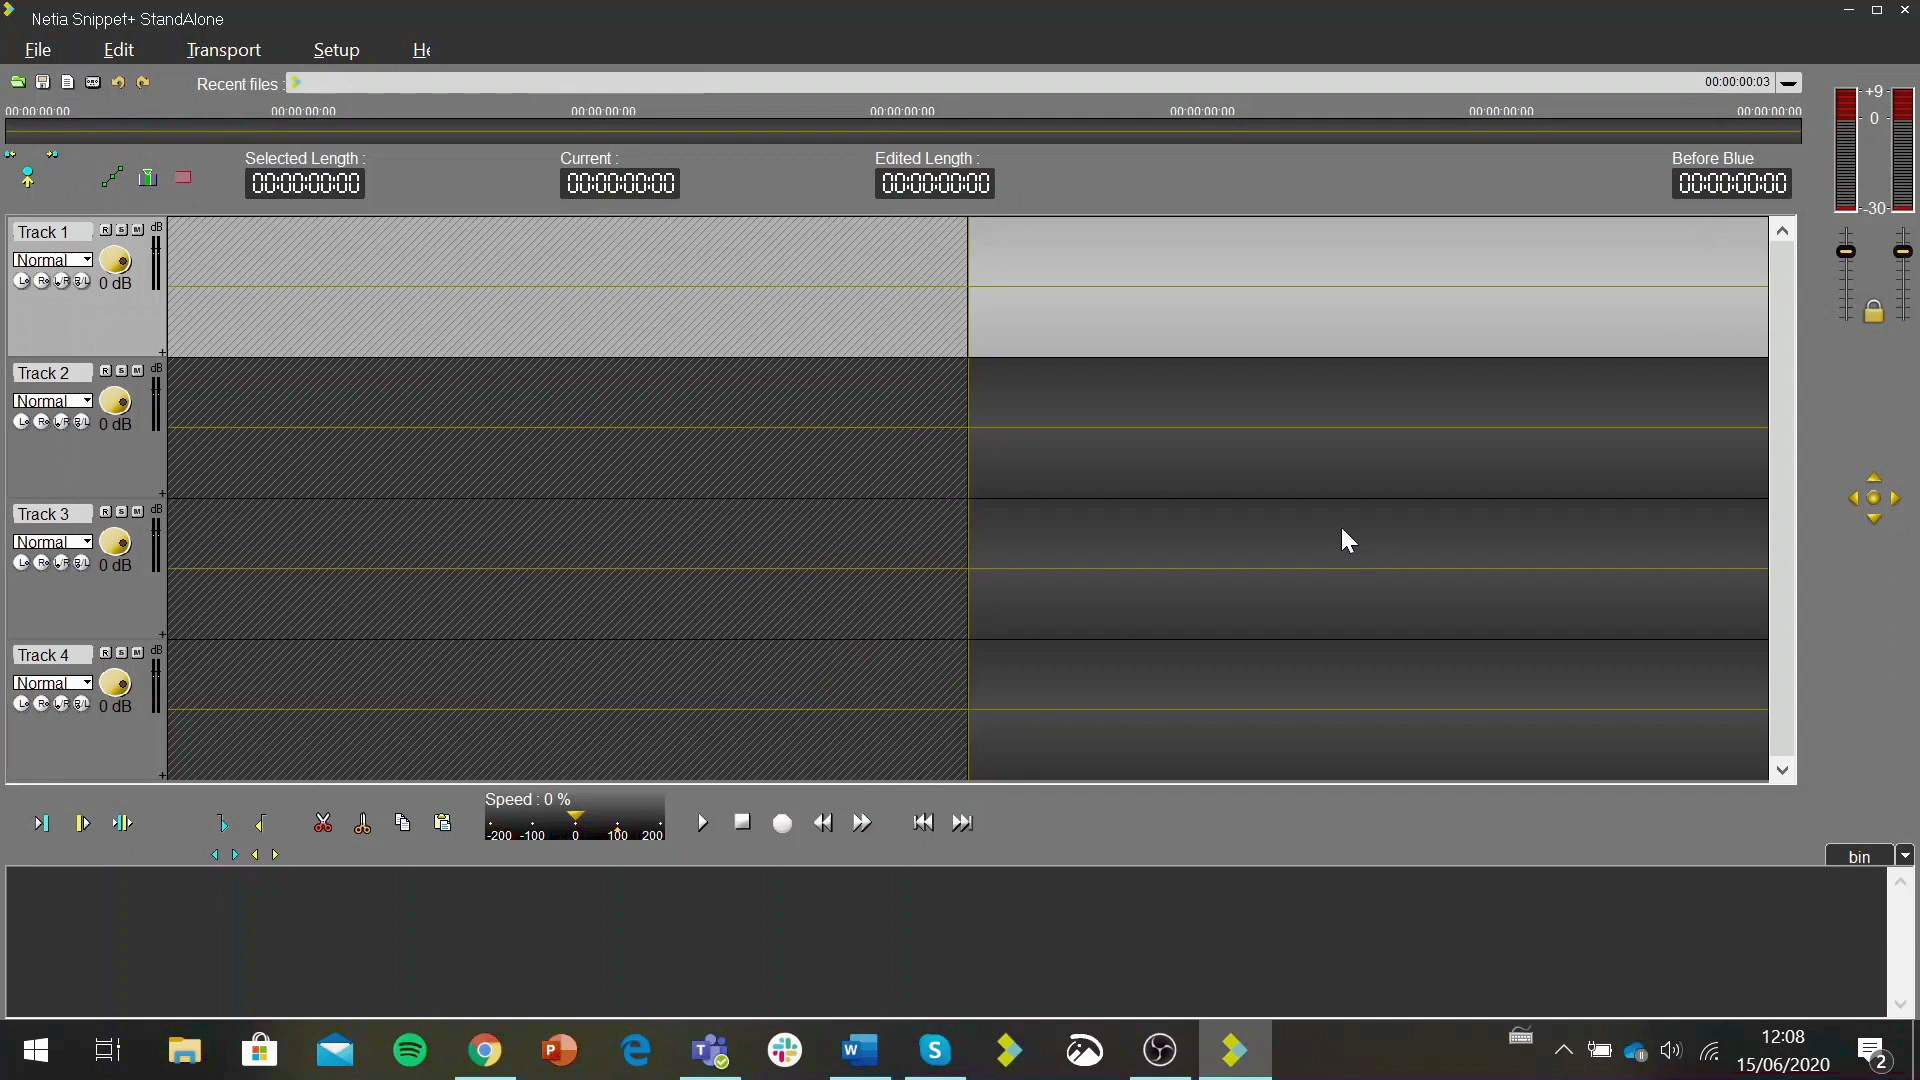 Netia Snippet+ StandAlone
File Edit Transport Setup He
Recent files : 00:00:00:03
00:00:00:00 00:00:00:00 00:00:00:00 00:00:00:00 00:00:00:00 00:00:00:00 00:00:00:00
+9
0
-30
Selected Length : Current : Edited Length : Before Blue
00:00:00:00 00:00:00:00 00:00:00:00 00:00:00:00
Track 1 R S M dB
Normal
L R L/R R/L 0 dB
+
Track 2 R S M dB
Normal
L R L/R R/L 0 dB
+
Track 3 R S M dB
Normal
L R L/R R/L 0 dB
+
Track 4 R S M dB
Normal
L R L/R R/L 0 dB
+
Speed : 0 %
-200 -100 0 100 200
bin
12:08
15/06/2020
2